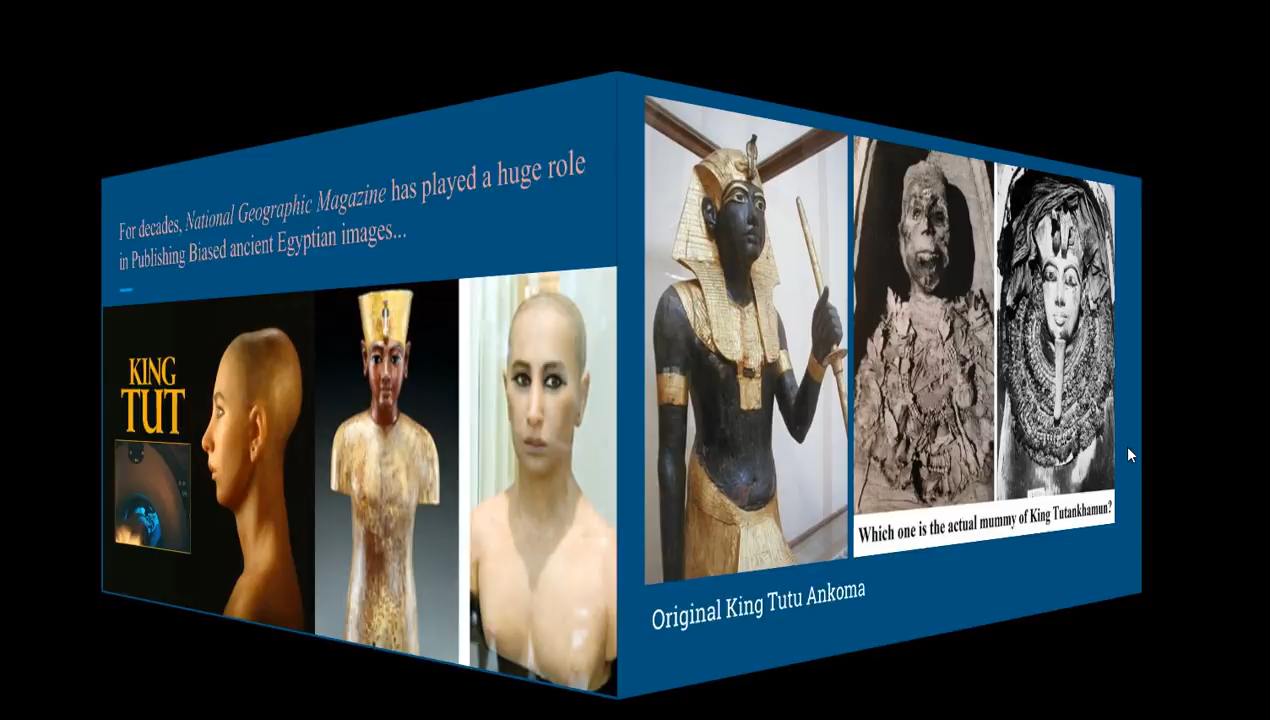 For decades, National Geographic Magazine has played a huge role
in Publishing Biased ancient Egyptian images...
KING
TUT
Which one is the actual mummy of King Tutankhamun?
Original King Tutu Ankoma